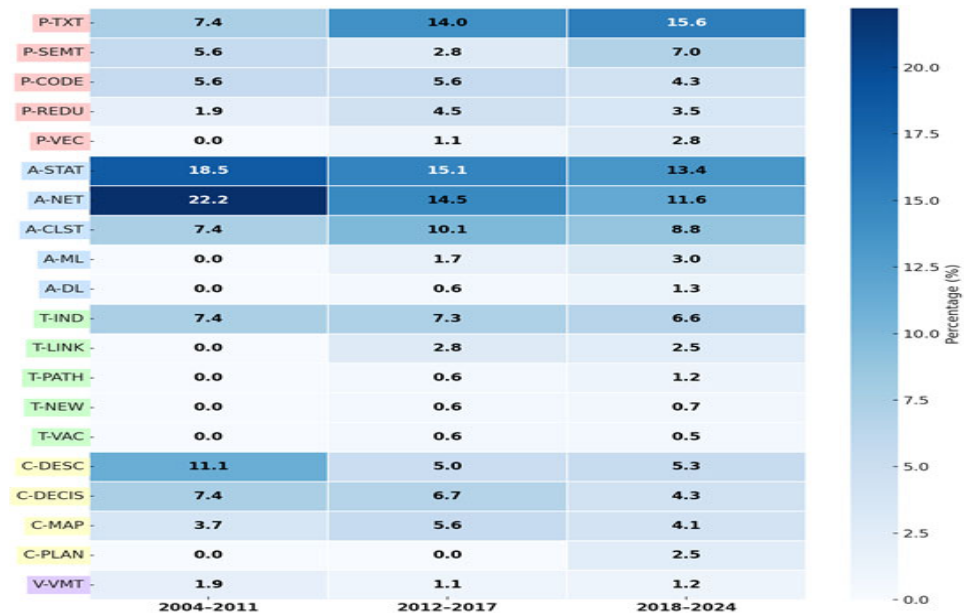 P-TXT 7.4 14.0 15.6
P-SEMT 5.6 2.8 7.0
P-CODE 5.6 5.6 4.3
P-REDU 1.9 4.5 3.5
P-VEC 0.0 1.1 2.8
A-STAT 18.5 15.1 13.4
A-NET 22.2 14.5 11.6
A-CLST 7.4 10.1 8.8
A-ML 0.0 1.7 3.0
A-DL 0.0 0.6 1.3
T-IND 7.4 7.3 6.6
T-LINK 0.0 2.8 2.5
T-PATH 0.0 0.6 1.2
T-NEW 0.0 0.6 0.7
T-VAC 0.0 0.6 0.5
C-DESC 11.1 5.0 5.3
C-DECIS 7.4 6.7 4.3
C-MAP 3.7 5.6 4.1
C-PLAN 0.0 0.0 2.5
V-VMT 1.9 1.1 1.2
2004–2011 2012–2017 2018–2024
20.0
17.5
15.0
12.5
10.0
7.5
5.0
2.5
0.0
Percentage (%)